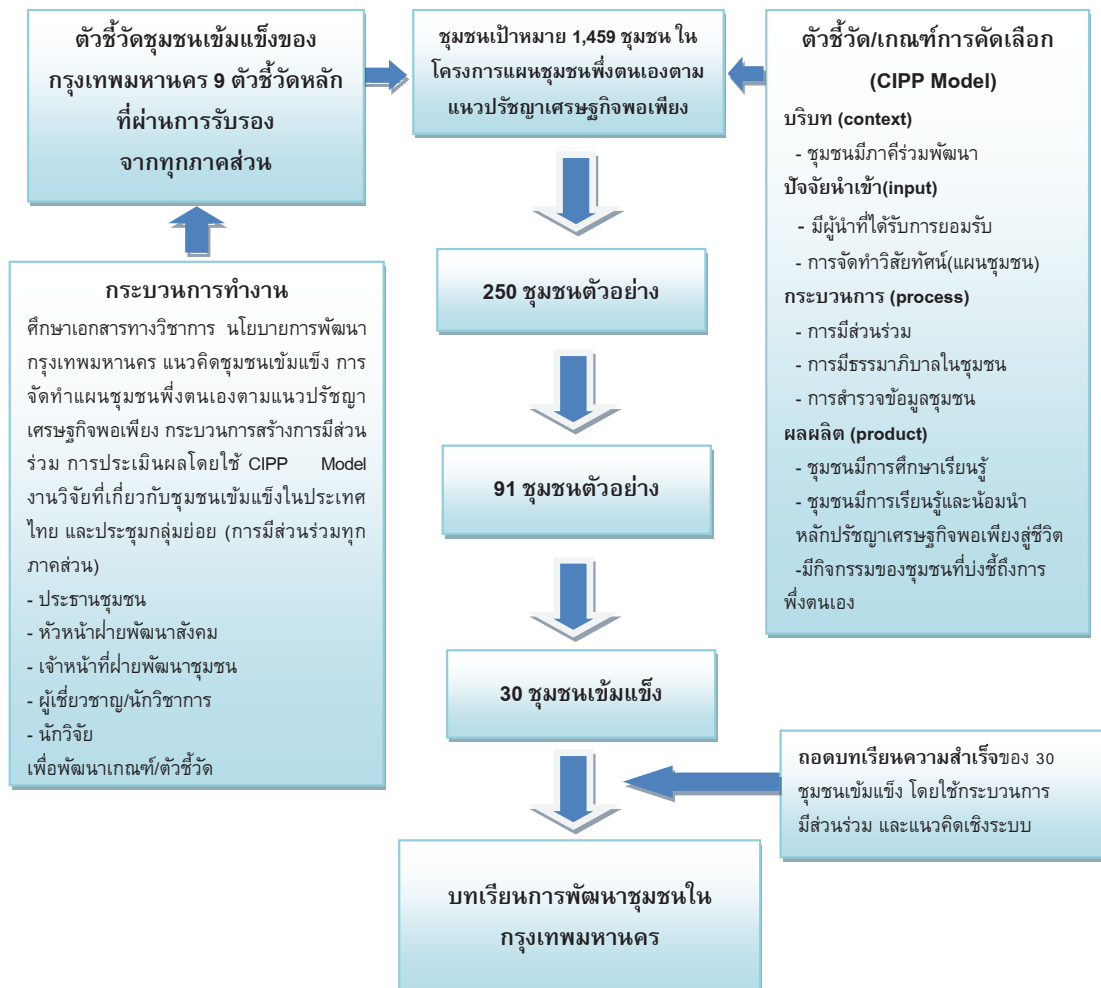 ตัวชี้วัดชุมชนเข้มแข็งของ
กรุงเทพมหานคร 9 ตัวชี้วัดหลัก
ที่ผ่านการรับรอง
จากทุกภาคส่วน
ชุมชนเป้าหมาย 1,459 ชุมชน ใน
โครงการแผนชุมชนพึ่งตนเองตาม
แนวปรัชญาเศรษฐกิจพอเพียง
ตัวชี้วัด/เกณฑ์การคัดเลือก
(CIPP Model)
บริบท (context)
- ชุมชนมีภาคีร่วมพัฒนา
ปัจจัยนำเข้า(input)
- มีผู้นำที่ได้รับการยอมรับ
- การจัดทำวิสัยทัศน์(แผนชุมชน)
กระบวนการ (process)
- การมีส่วนร่วม
- การมีธรรมาภิบาลในชุมชน
- การสำรวจข้อมูลชุมชน
ผลผลิต (product)
- ชุมชนมีการศึกษาเรียนรู้
- ชุมชนมีการเรียนรู้และน้อมนำ
หลักปรัชญาเศรษฐกิจพอเพียงสู่ชีวิต
-มีกิจกรรมของชุมชนที่บ่งชี้ถึงการ
พึ่งตนเอง
กระบวนการทำงาน
ศึกษาเอกสารทางวิชาการ นโยบายการพัฒนา
กรุงเทพมหานคร แนวคิดชุมชนเข้มแข็ง การ
จัดทำแผนชุมชนพึ่งตนเองตามแนวปรัชญา
เศรษฐกิจพอเพียง กระบวนการสร้างการมีส่วน
ร่วม การประเมินผลโดยใช้ CIPP Model
งานวิจัยที่เกี่ยวกับชุมชนเข้มแข็งในประเทศ
ไทย และประชุมกลุ่มย่อย (การมีส่วนร่วมทุก
ภาคส่วน)
- ประธานชุมชน
- หัวหน้าฝ่ายพัฒนาสังคม
- เจ้าหน้าที่ฝ่ายพัฒนาชุมชน
- ผู้เชี่ยวชาญ/นักวิชาการ
- นักวิจัย
เพื่อพัฒนาเกณฑ์/ตัวชี้วัด
250 ชุมชนตัวอย่าง
91 ชุมชนตัวอย่าง
30 ชุมชนเข้มแข็ง
ถอดบทเรียนความสำเร็จของ 30
ชุมชนเข้มแข็ง โดยใช้กระบวนการ
มีส่วนร่วม และแนวคิดเชิงระบบ
บทเรียนการพัฒนาชุมชนใน
กรุงเทพมหานคร